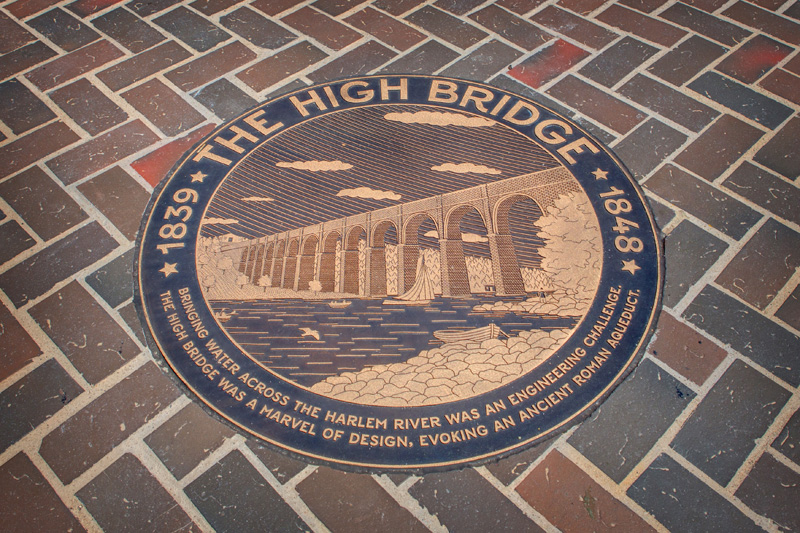 THE HIGH BRIDGE
1839
1848
BRINGING WATER ACROSS THE HARLEM RIVER WAS AN ENGINEERING CHALLENGE.
THE HIGH BRIDGE WAS A MARVEL OF DESIGN, EVOKING AN ANCIENT ROMAN AQUEDUCT.